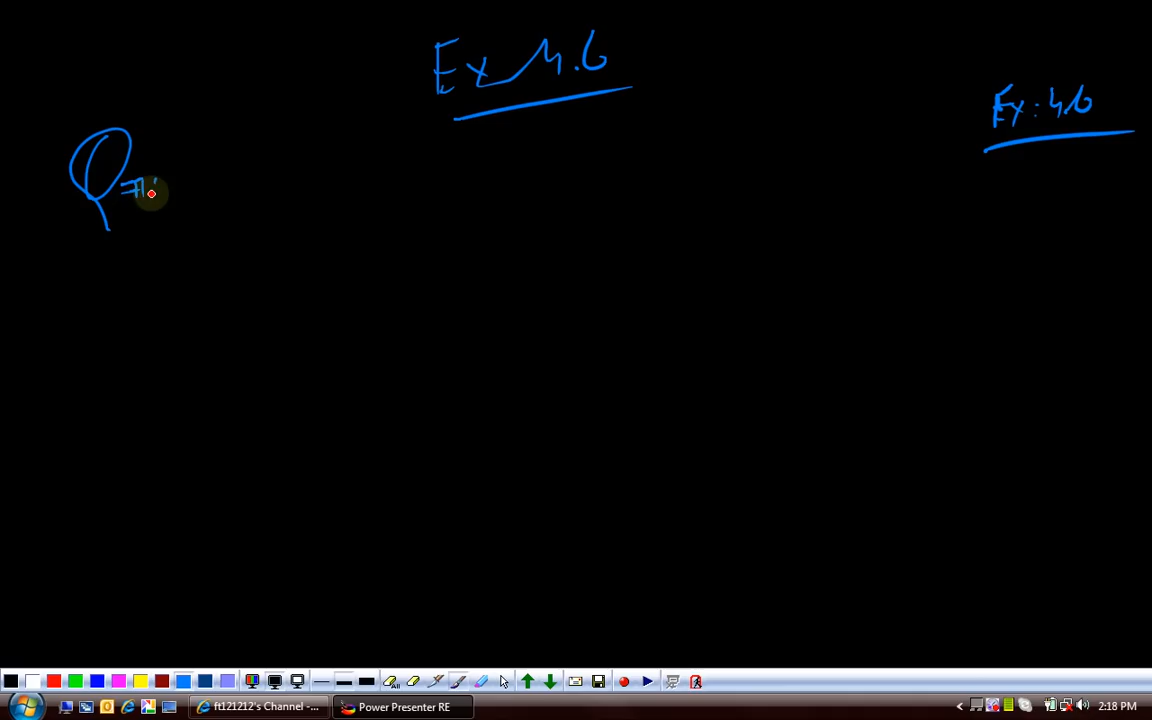 Ex 4.6
Ex: 4.6
Q
ft121212's Channel -...
Power Presenter RE
2:18 PM